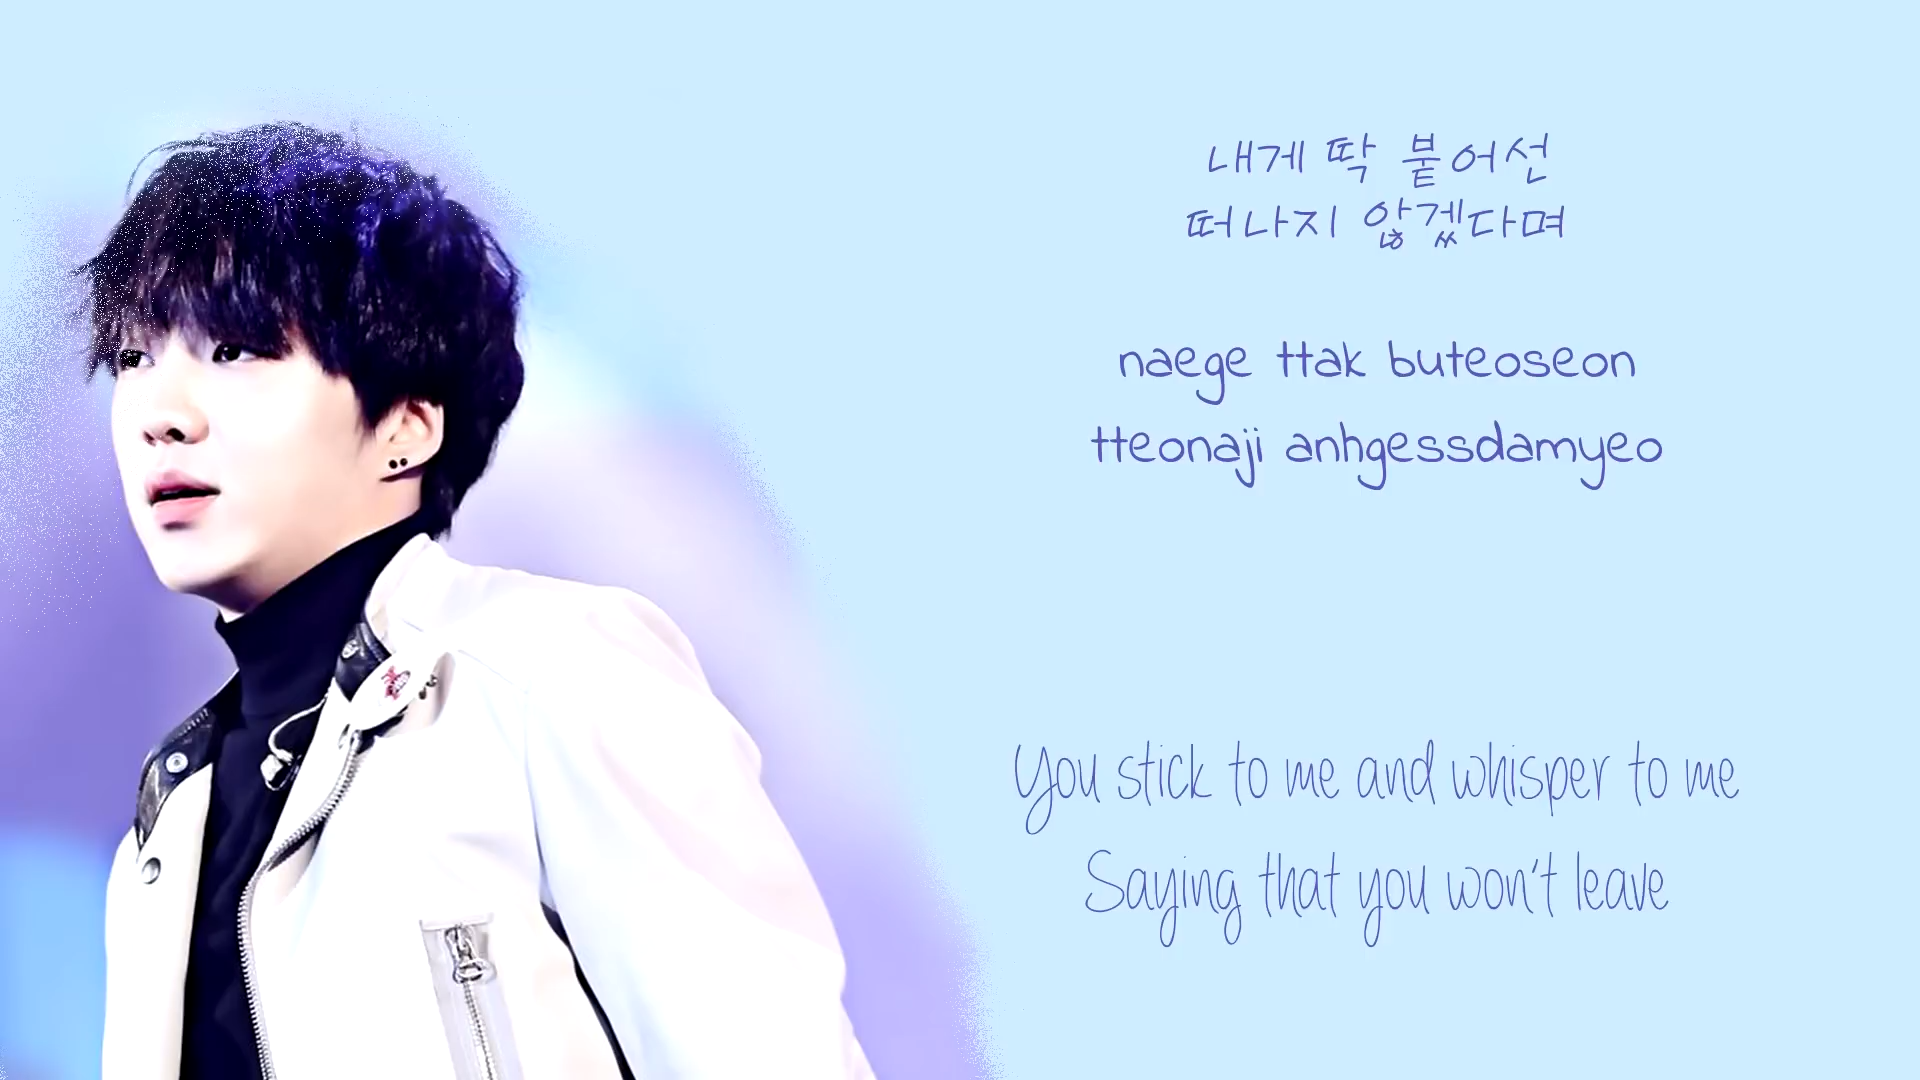 내게 딱 붙어선
떠나지 않겠다며
naege ttak buteoseon
tteonaji anhgessdamyeo
You stick to me and whisper to me
Saying that you won't leave